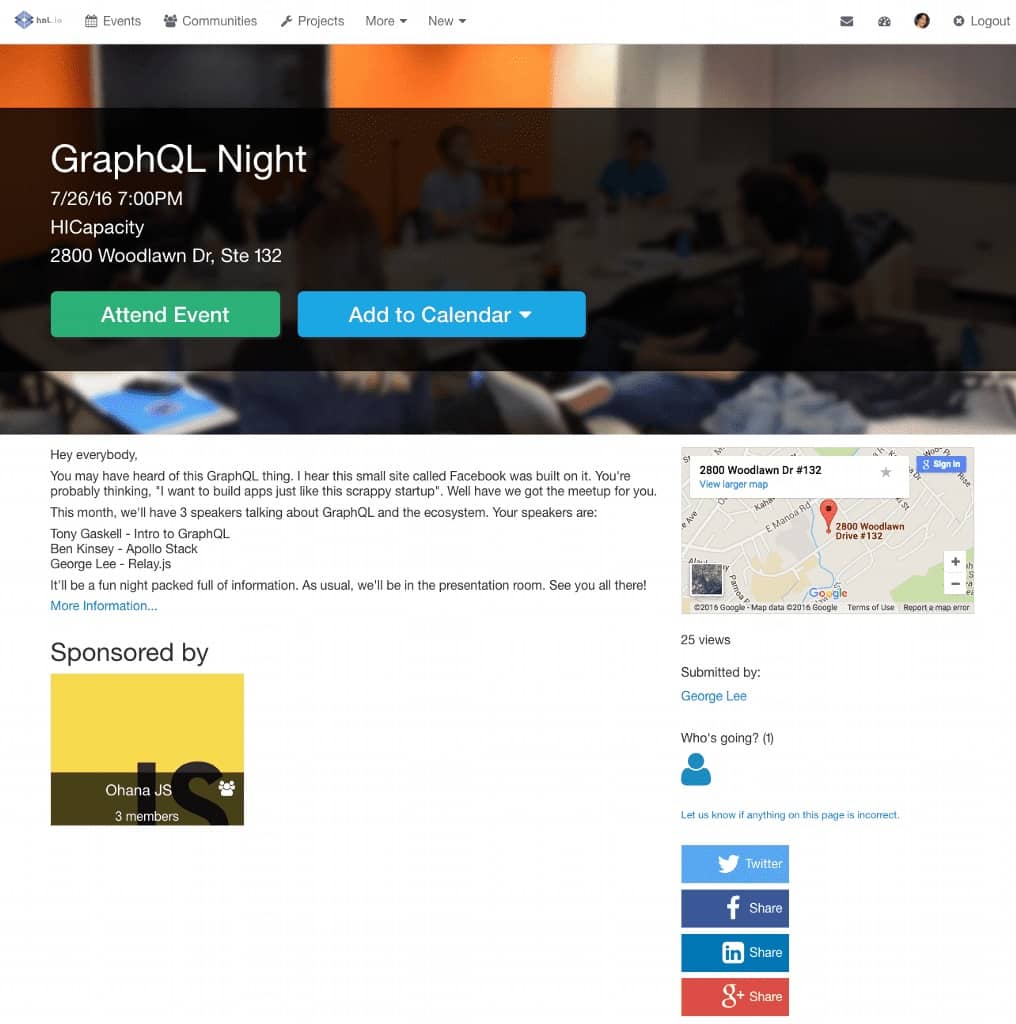 hnl.io
Events
Communities
Projects
More
New
Logout
GraphQL Night
7/26/16 7:00PM
HICapacity
2800 Woodlawn Dr, Ste 132
Attend Event
Add to Calendar
Hey everybody,
You may have heard of this GraphQL thing. I hear this small site called Facebook was built on it. You're
probably thinking, "I want to build apps just like this scrappy startup". Well have we got the meetup for you.
This month, we'll have 3 speakers talking about GraphQL and the ecosystem. Your speakers are:
Tony Gaskell - Intro to GraphQL
Ben Kinsey - Apollo Stack
George Lee - Relay.js
It'll be a fun night packed full of information. As usual, we'll be in the presentation room. See you all there!
More Information...
Sponsored by
JS
Ohana JS
3 members
2800 Woodlawn Dr #132
View larger map
Sign in
E Manoa Rd
2800 Woodlawn
Drive #132
Google
©2016 Google - Map data ©2016 Google
Terms of Use
Report a map error
25 views
Submitted by:
George Lee
Who's going? (1)
Let us know if anything on this page is incorrect.
Twitter
Share
Share
Share